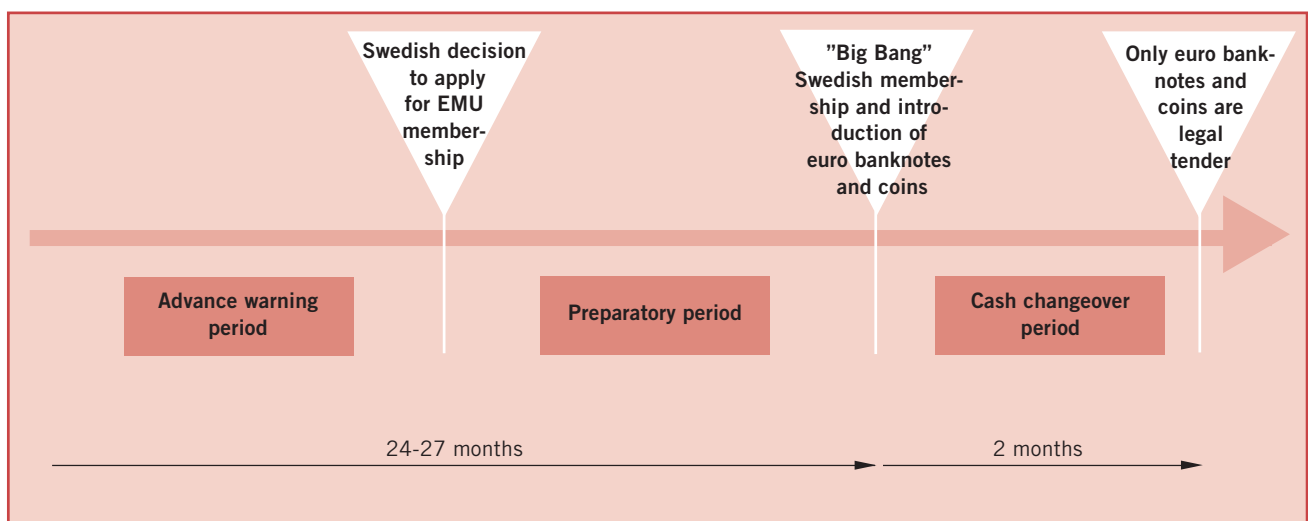 Swedish decision
to apply
for EMU
member-
ship
”Big Bang”
Swedish member-
ship and intro-
duction of
euro banknotes
and coins
Only euro bank-
notes and
coins are
legal
tender
Advance warning
period
Preparatory period
Cash changeover
period
24-27 months
2 months